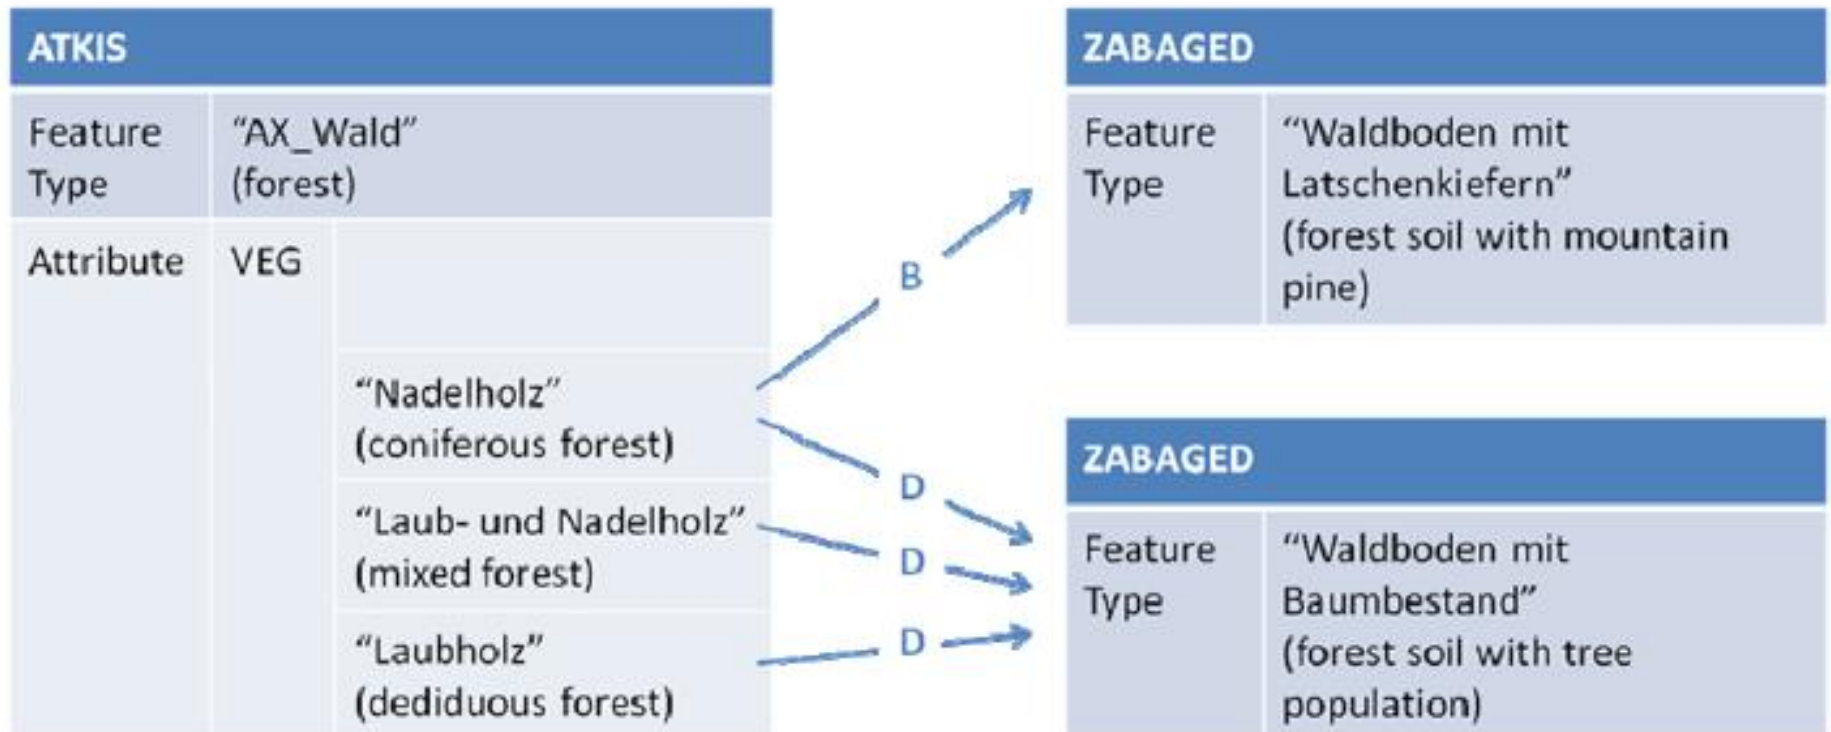 ATKIS
Feature Type
“AX_Wald”
(forest)
Attribute
VEG
“Nadelholz”
(coniferous forest)
“Laub- und Nadelholz”
(mixed forest)
“Laubholz”
(dediduous forest)
B
D
D
D
ZABAGED
Feature Type
“Waldboden mit
Latschenkiefern”
(forest soil with mountain
pine)
ZABAGED
Feature Type
“Waldboden mit
Baumbestand”
(forest soil with tree
population)